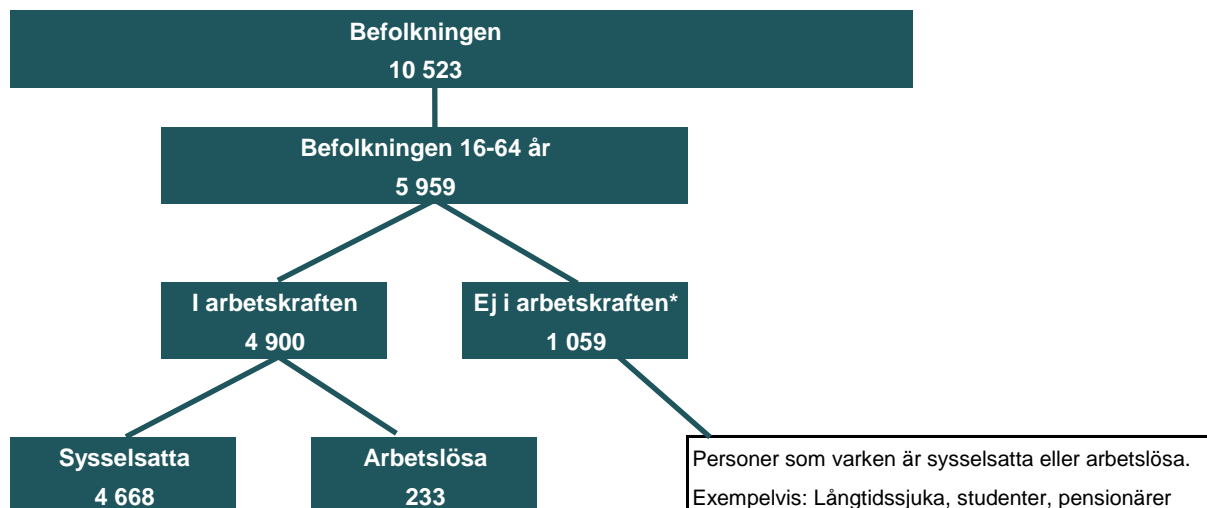 Befolkningen
10 523
Befolkningen 16-64 år
5 959
I arbetskraften
4 900
Ej i arbetskraften*
1 059
Sysselsatta
4 668
Arbetslösa
233
Personer som varken är sysselsatta eller arbetslösa.
Exempelvis: Långtidssjuka, studenter, pensionärer